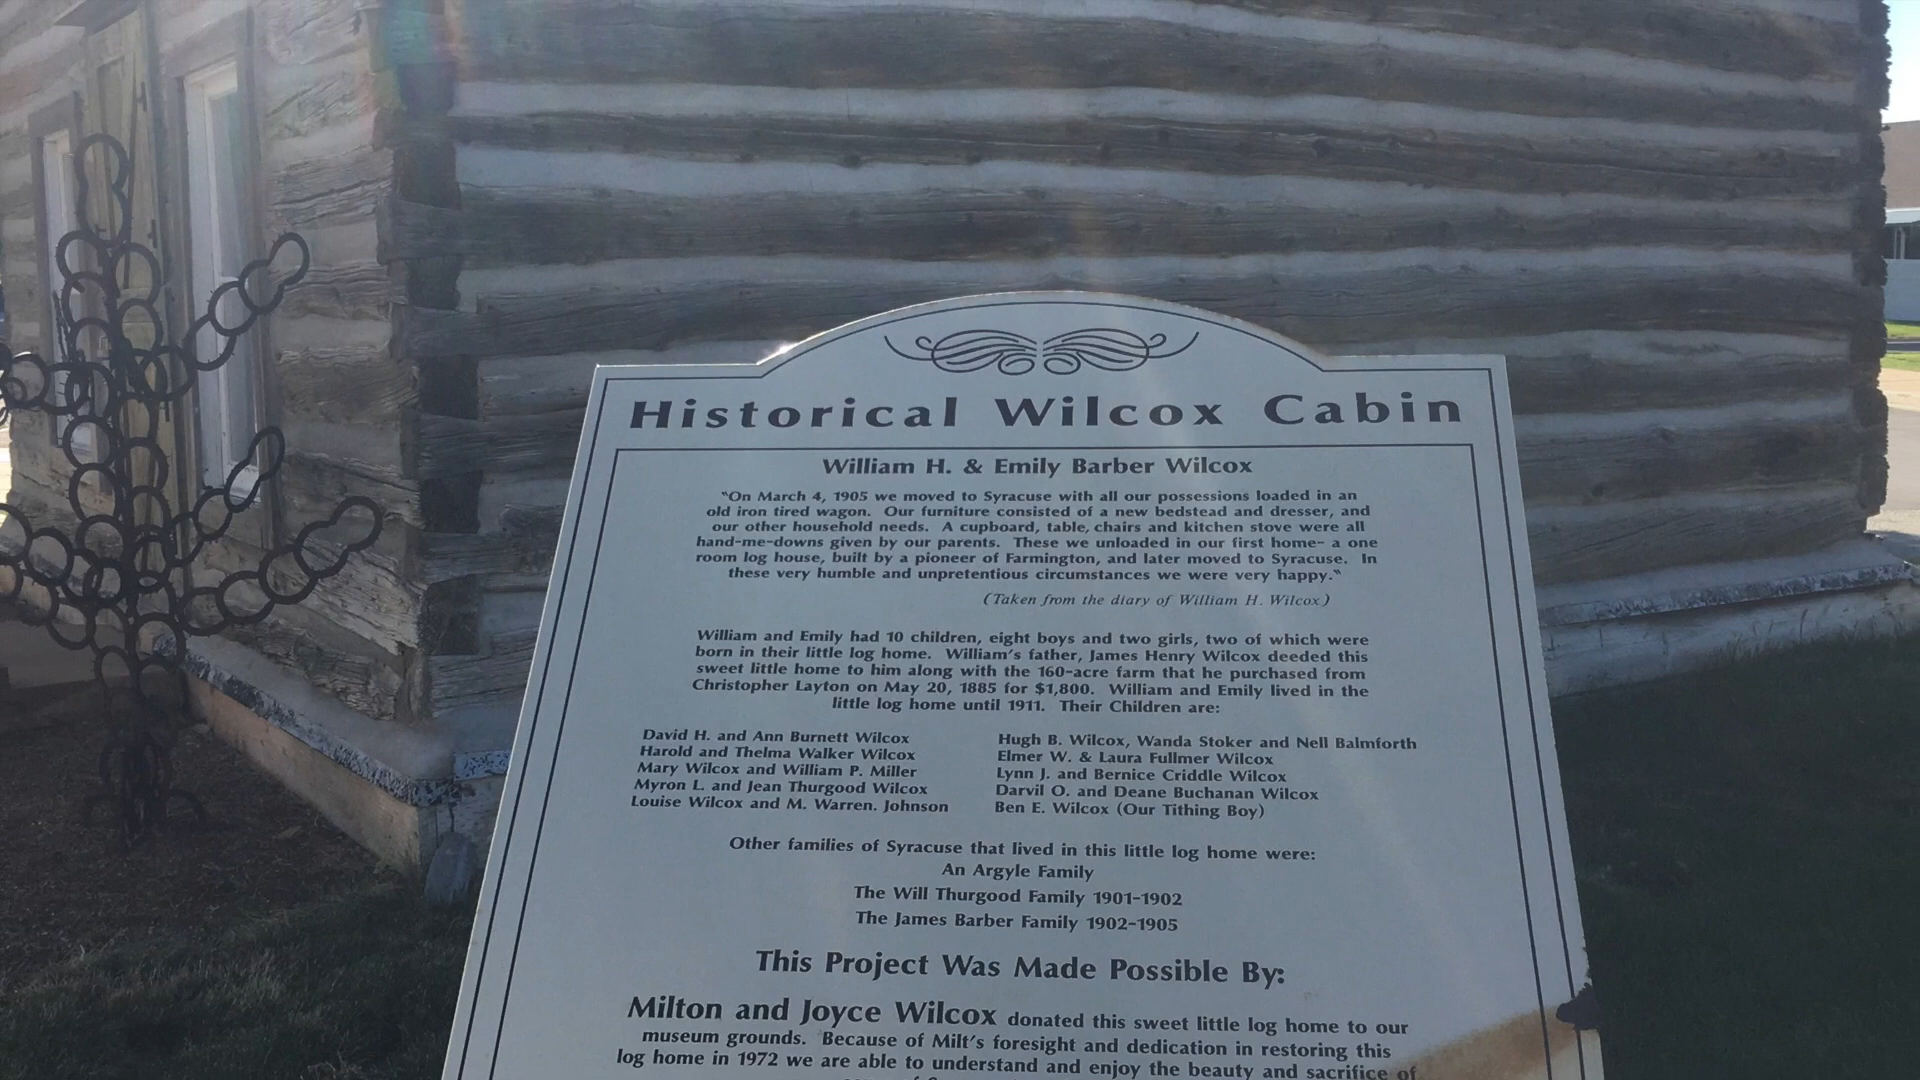 Historical Wilcox Cabin
William H. & Emily Barber Wilcox
"On March 4, 1905 we moved to Syracuse with all our possessions loaded in an
old iron tired wagon. Our furniture consisted of a new bedstead and dresser, and
our other household needs. A cupboard, table, chairs and kitchen stove were all
hand-me-downs given by our parents. These we unloaded in our first home- a one
room log house, built by a pioneer of Farmington, and later moved to Syracuse. In
these very humble and unpretentious circumstances we were very happy."
(Taken from the diary of William H. Wilcox)
William and Emily had 10 children, eight boys and two girls, two of which were
born in their little log home. William's father, James Henry Wilcox deeded this
sweet little home to him along with the 160-acre farm that he purchased from
Christopher Layton on May 20, 1885 for $1,800. William and Emily lived in the
little log home until 1911. Their Children are:
David H. and Ann Burnett Wilcox
Harold and Thelma Walker Wilcox
Mary Wilcox and William P. Miller
Myron L. and Jean Thurgood Wilcox
Louise Wilcox and M. Warren. Johnson
Hugh B. Wilcox, Wanda Stoker and Nell Balmforth
Elmer W. & Laura Fullmer Wilcox
Lynn J. and Bernice Criddle Wilcox
Darvil O. and Deane Buchanan Wilcox
Ben E. Wilcox (Our Tithing Boy)
Other families of Syracuse that lived in this little log home were:
An Argyle Family
The Will Thurgood Family 1901-1902
The James Barber Family 1902-1905
This Project Was Made Possible By:
Milton and Joyce Wilcox donated this sweet little log home to our
museum grounds. Because of Milt's foresight and dedication in restoring this
log home in 1972 we are able to understand and enjoy the beauty and sacrifice of